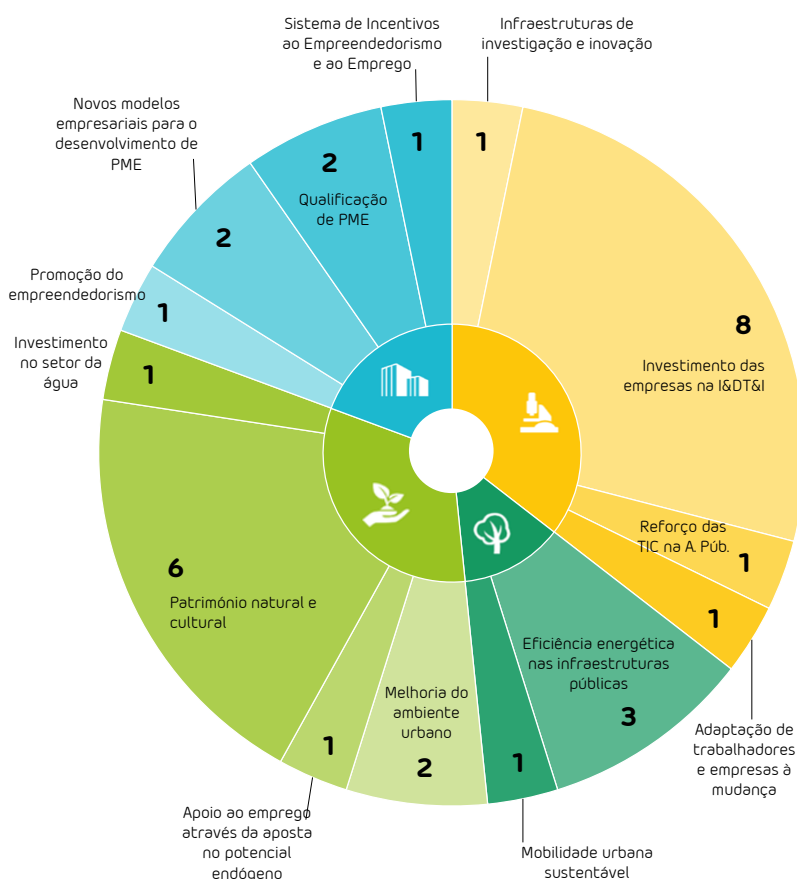 Sistema de Incentivos
ao Empreendedorismo
e ao Emprego
1
Infraestruturas de
investigação e inovação
1
8
Investimento das
empresas na I&DT&I
Reforço das
TIC na A. Púb.
1
1
Adaptação de
trabalhadores
e empresas à
mudança
Eficiência energética
nas infraestruturas
públicas
3
1
Mobilidade urbana
sustentável
Melhoria do
ambiente
urbano
2
1
Apoio ao emprego
através da aposta
no potencial
endógeno
6
Património natural e
cultural
Investimento
no setor da
água
1
Promoção do
empreendedorismo
1
Novos modelos
empresariais para o
desenvolvimento de
PME
2
2
Qualificação
de PME